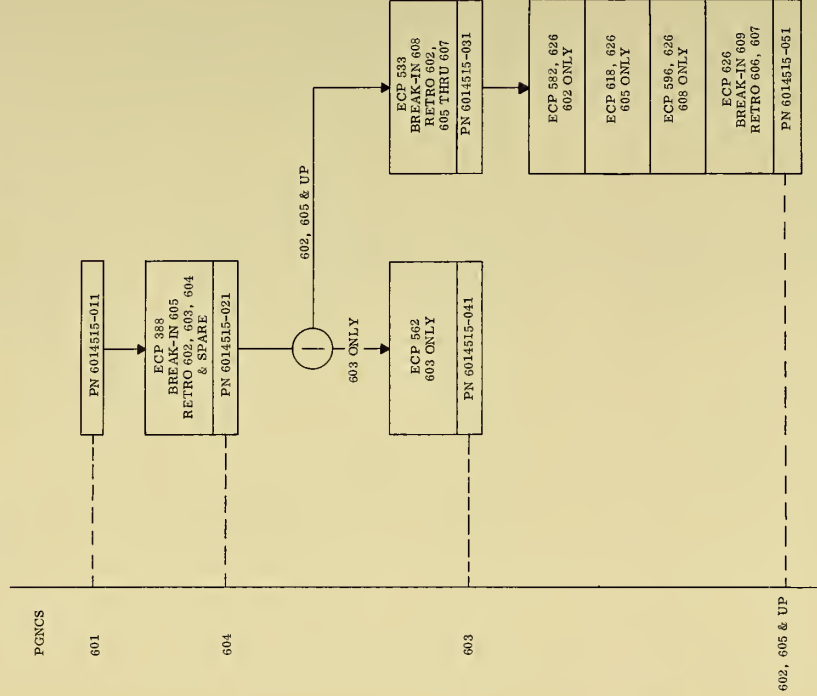 PGNCS
601
604
603
602, 605 & UP
PN 6014515-011
ECP 388
BREAK-IN 605
RETRO 602, 603, 604
& SPARE
PN 6014515-021
602, 605 & UP
603 ONLY
ECP 562
603 ONLY
PN 6014515-041
ECP 533
BREAK-IN 608
RETRO 602,
605 THRU 607
PN 6014515-031
ECP 582, 626
602 ONLY
ECP 618, 626
605 ONLY
ECP 596, 626
608 ONLY
ECP 626
BREAK-IN 609
RETRO 606, 607
PN 6014515-051